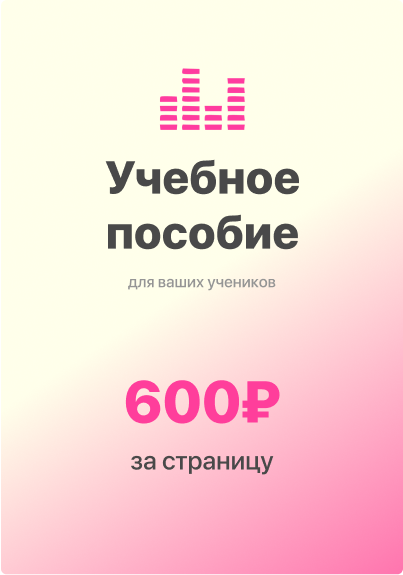 Учебное
пособие
для ваших учеников
600₽
за страницу